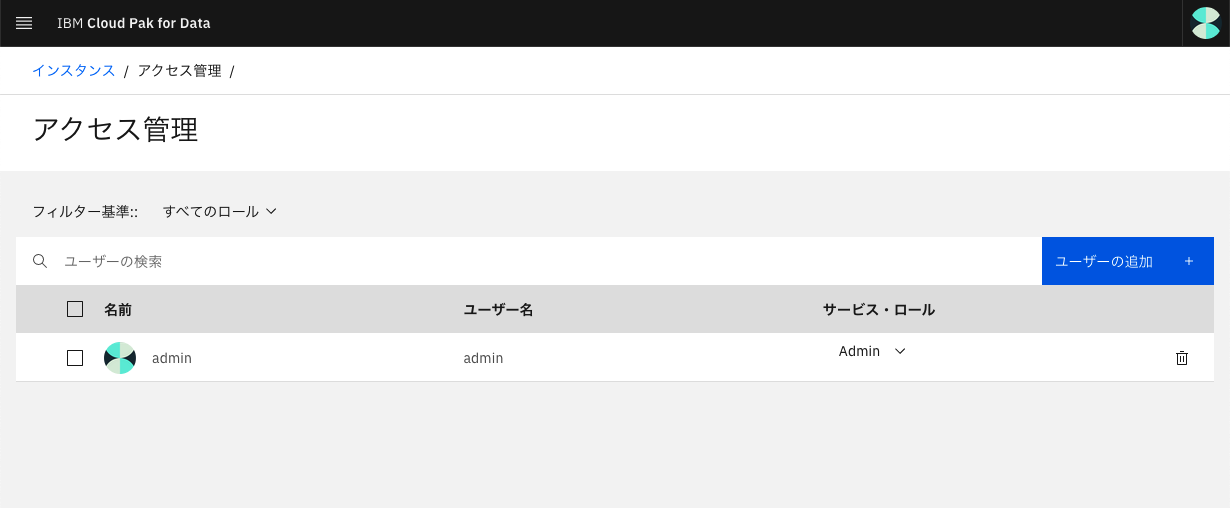 IBM Cloud Pak for Data
インスタンス / アクセス管理 /
アクセス管理
フィルター基準:: すべてのロール
ユーザーの検索 ユーザーの追加 +
名前 ユーザー名 サービス・ロール
admin admin Admin